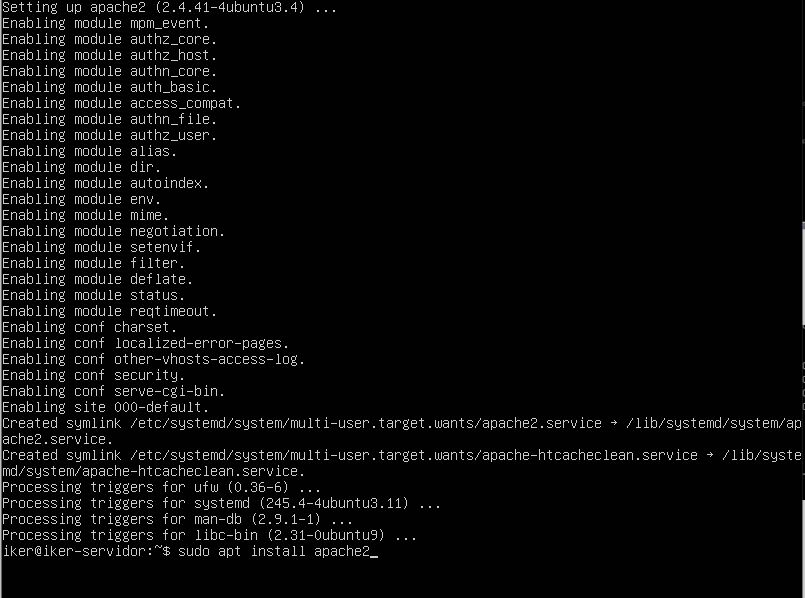 Setting up apache2 (2.4.41-4ubuntu3.4) ...
Enabling module mpm_event.
Enabling module authz_core.
Enabling module authz_host.
Enabling module authn_core.
Enabling module auth_basic.
Enabling module access_compat.
Enabling module authn_file.
Enabling module authz_user.
Enabling module alias.
Enabling module dir.
Enabling module autoindex.
Enabling module env.
Enabling module mime.
Enabling module negotiation.
Enabling module setenvif.
Enabling module filter.
Enabling module deflate.
Enabling module status.
Enabling module reqtimeout.
Enabling conf charset.
Enabling conf localized-error-pages.
Enabling conf other-vhosts-access-log.
Enabling conf security.
Enabling conf serve-cgi-bin.
Enabling site 000-default.
Created symlink /etc/systemd/system/multi-user.target.wants/apache2.service → /lib/systemd/system/ap
ache2.service.
Created symlink /etc/systemd/system/multi-user.target.wants/apache-htcacheclean.service → /lib/syste
md/system/apache-htcacheclean.service.
Processing triggers for ufw (0.36-6) ...
Processing triggers for systemd (245.4-4ubuntu3.11) ...
Processing triggers for man-db (2.9.1-1) ...
Processing triggers for libc-bin (2.31-0ubuntu9) ...
iker@iker-servidor:~$ sudo apt install apache2_